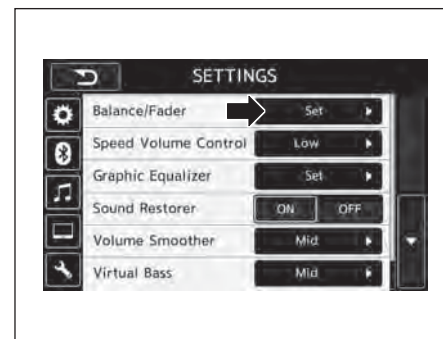 SETTINGS
Balance/Fader Set
Speed Volume Control Low
Graphic Equalizer Set
Sound Restorer ON OFF
Volume Smoother Mid
Virtual Bass Mid